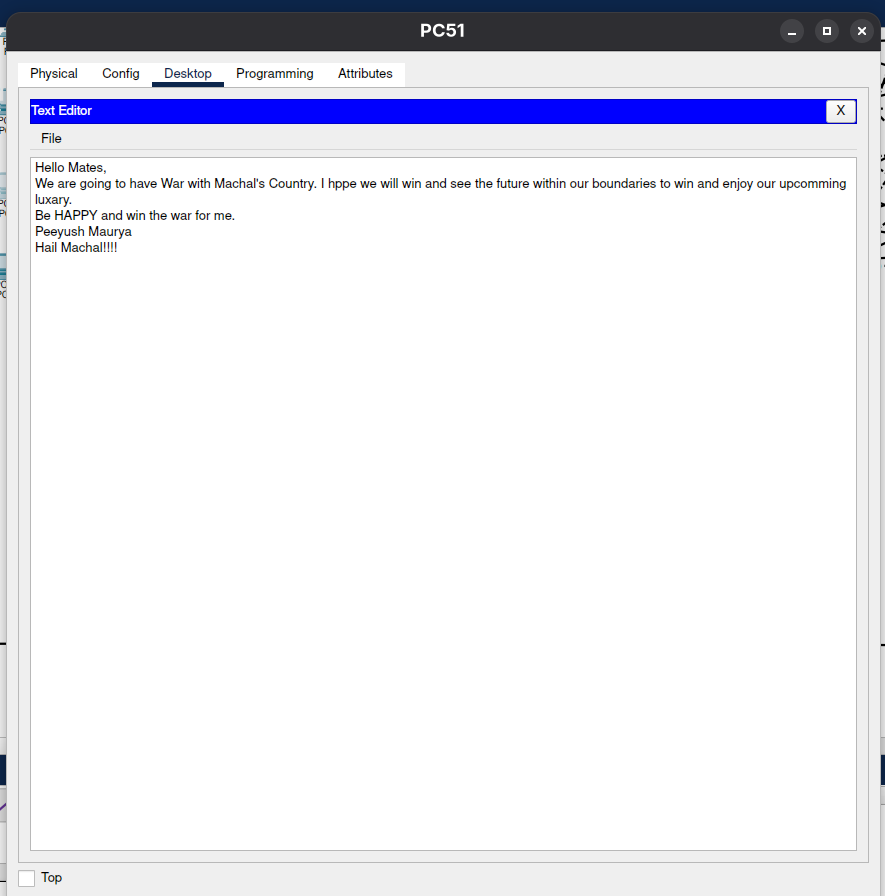 PC51
Physical Config Desktop Programming Attributes
Text Editor X
File
Hello Mates,
We are going to have War with Machal's Country. I hppe we will win and see the future within our boundaries to win and enjoy our upcomming
luxary.
Be HAPPY and win the war for me.
Peeyush Maurya
Hail Machal!!!!
Top